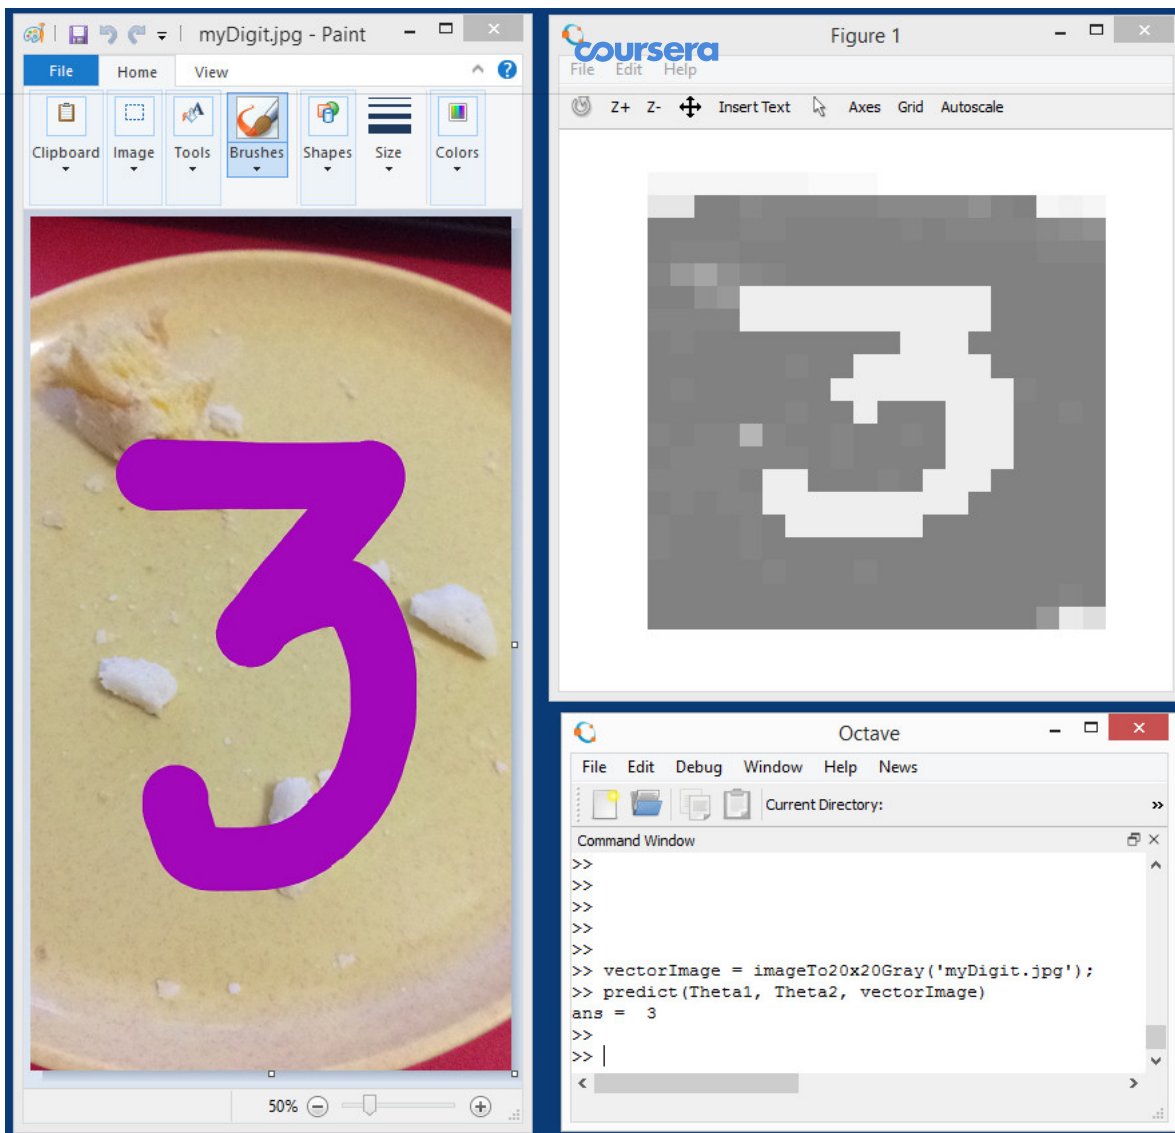 myDigit.jpg - Paint
File Home View
Clipboard Image Tools Brushes Shapes Size Colors
3
50%
coursera
Figure 1
File Edit Help
Z+ Z- Insert Text Axes Grid Autoscale
3
Octave
File Edit Debug Window Help News
Current Directory:
Command Window
>>
>>
>>
>>
>>
>> vectorImage = imageTo20x20Gray('myDigit.jpg');
>> predict(Theta1, Theta2, vectorImage)
ans = 3
>>
>>